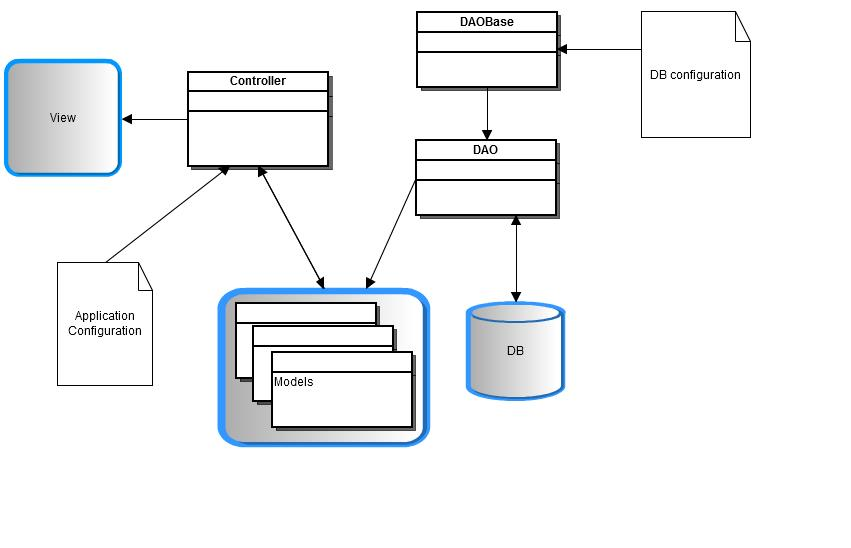 DAOBase
DB configuration
Controller
View
DAO
Application
Configuration
DB
Models